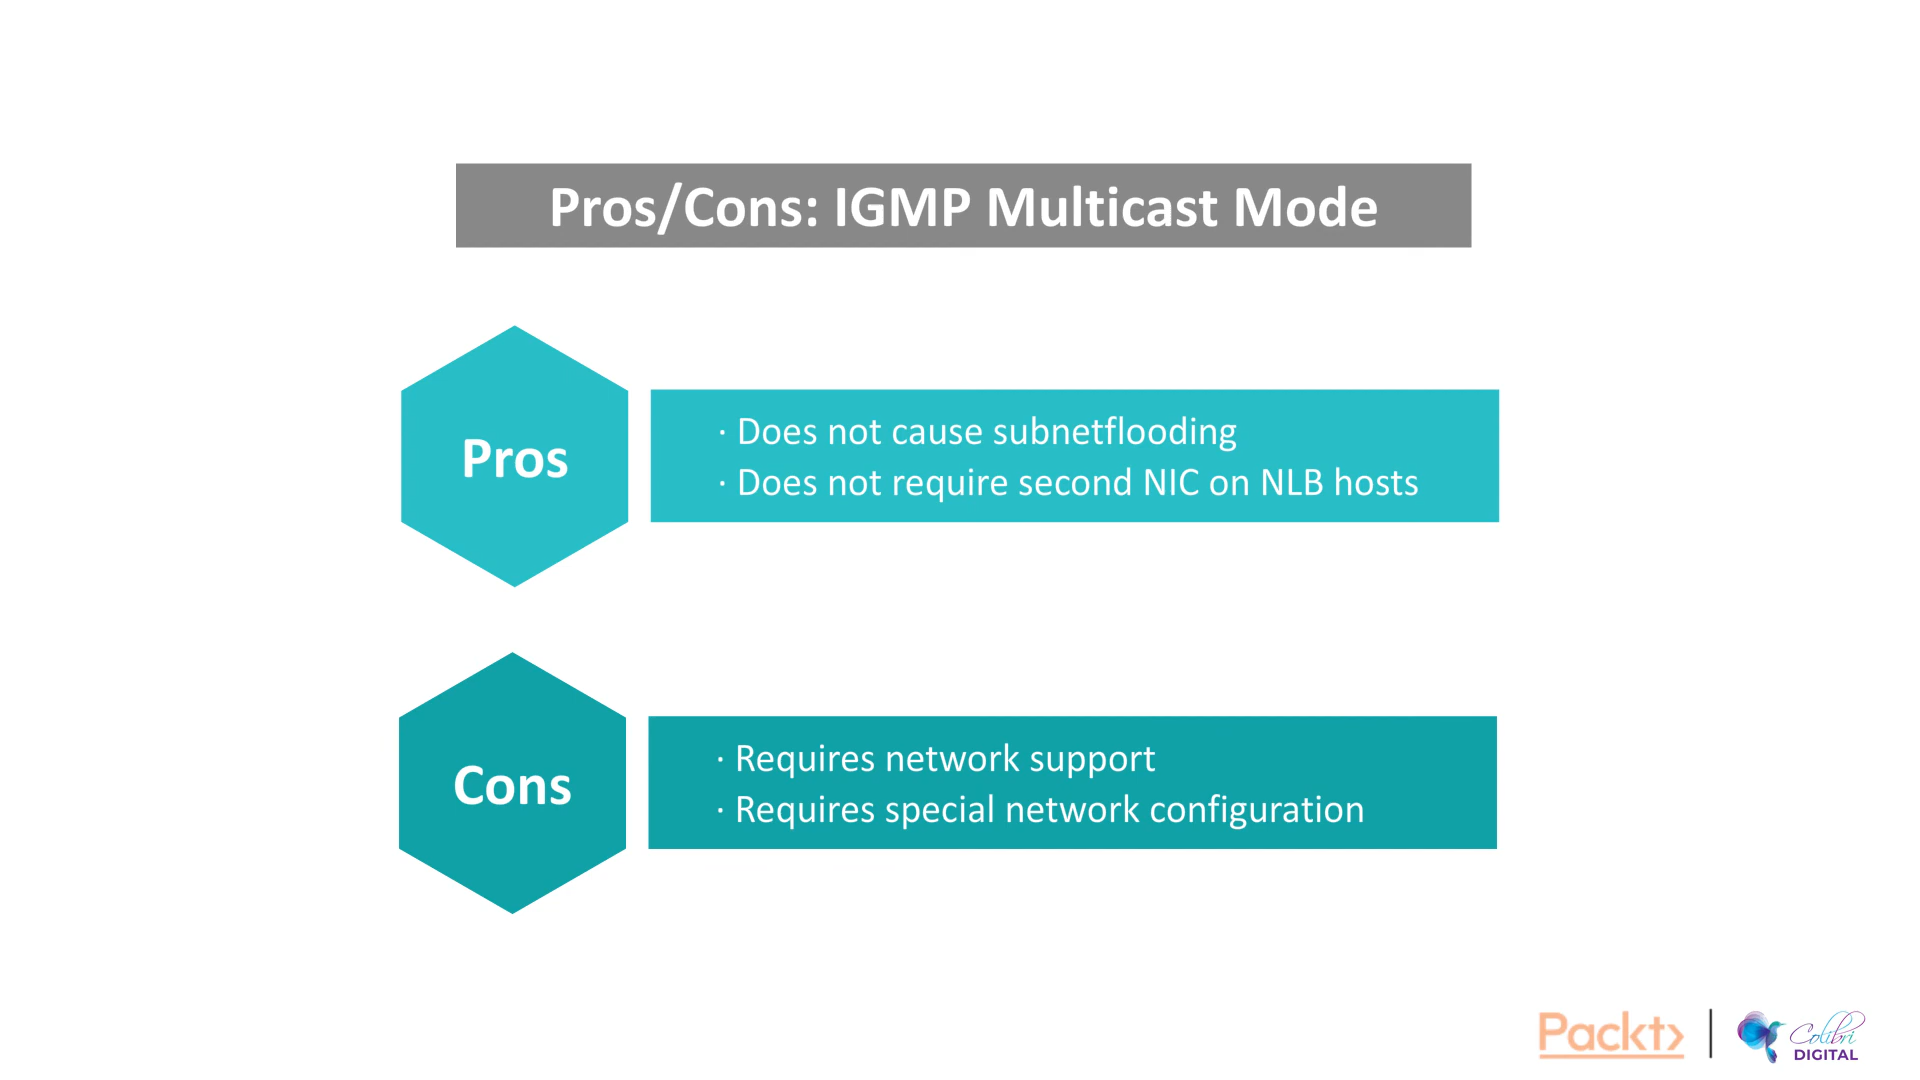 Pros/Cons: IGMP Multicast Mode
Pros
· Does not cause subnetflooding
· Does not require second NIC on NLB hosts
Cons
· Requires network support
· Requires special network configuration
Packt>
Colibri
DIGITAL